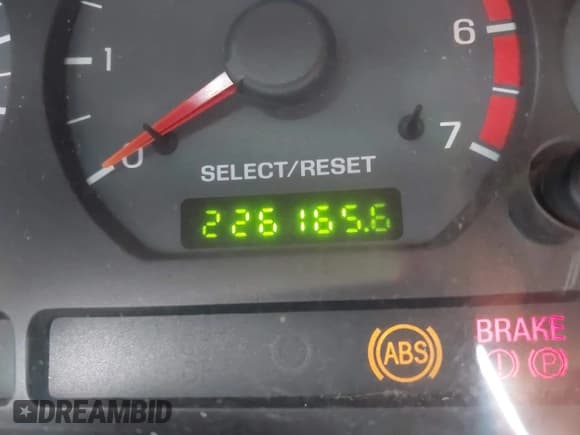 1
6
0
7
SELECT/RESET
226165.6
BRAKE
ABS
P
DREAMBID